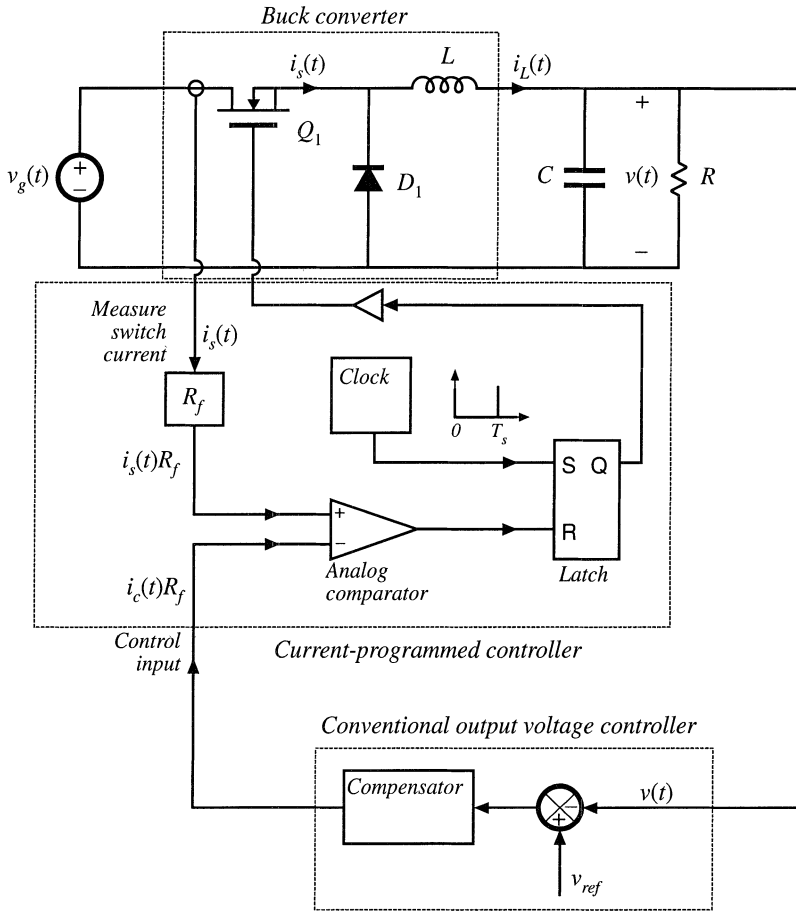 Buck converter
i_s(t)
L
i_L(t)
Q_1
+
v_g(t)
+
−
D_1
C
v(t)
R
−
Measure
switch
current
i_s(t)
R_f
Clock
0
T_s
i_s(t)R_f
S Q
R
+
−
Analog
comparator
Latch
i_c(t)R_f
Control
input
Current-programmed controller
Conventional output voltage controller
Compensator
−
+
v(t)
v_ref